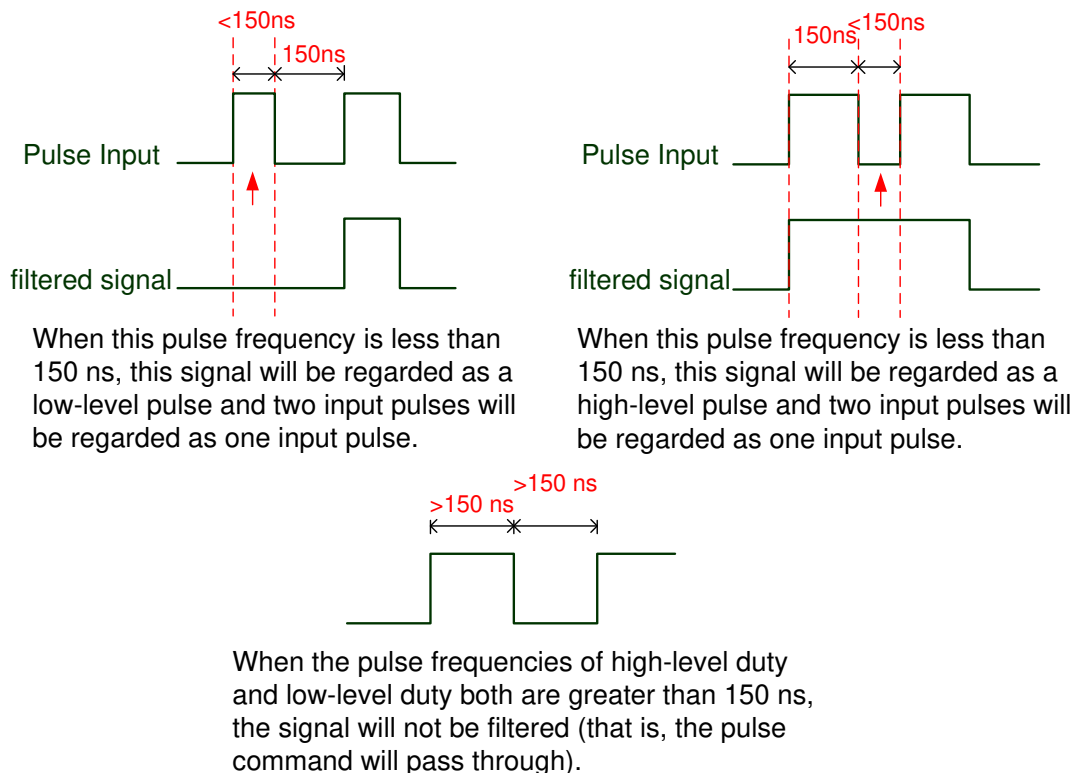 <150ns
150ns
Pulse Input
filtered signal
When this pulse frequency is less than
150 ns, this signal will be regarded as a
low-level pulse and two input pulses will
be regarded as one input pulse.
150ns
<150ns
Pulse Input
filtered signal
When this pulse frequency is less than
150 ns, this signal will be regarded as a
high-level pulse and two input pulses will
be regarded as one input pulse.
>150 ns
>150 ns
When the pulse frequencies of high-level duty
and low-level duty both are greater than 150 ns,
the signal will not be filtered (that is, the pulse
command will pass through).